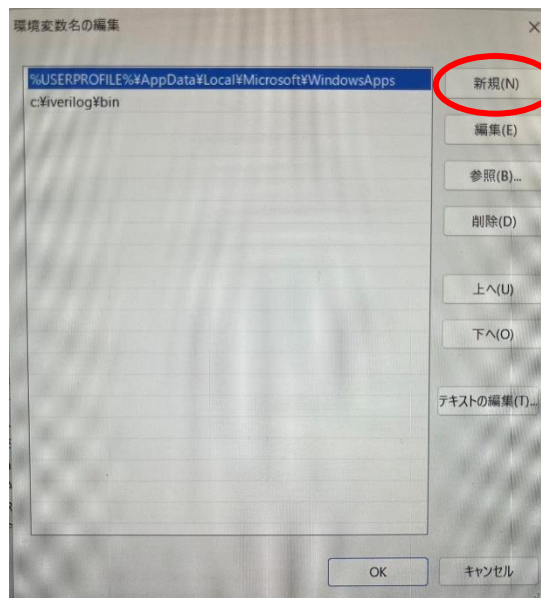 環境変数名の編集
%USERPROFILE%¥AppData¥Local¥Microsoft¥WindowsApps
c:¥iverilog¥bin
新規(N)
編集(E)
参照(B)...
削除(D)
上へ(U)
下へ(O)
テキストの編集(T)...
OK
キャンセル